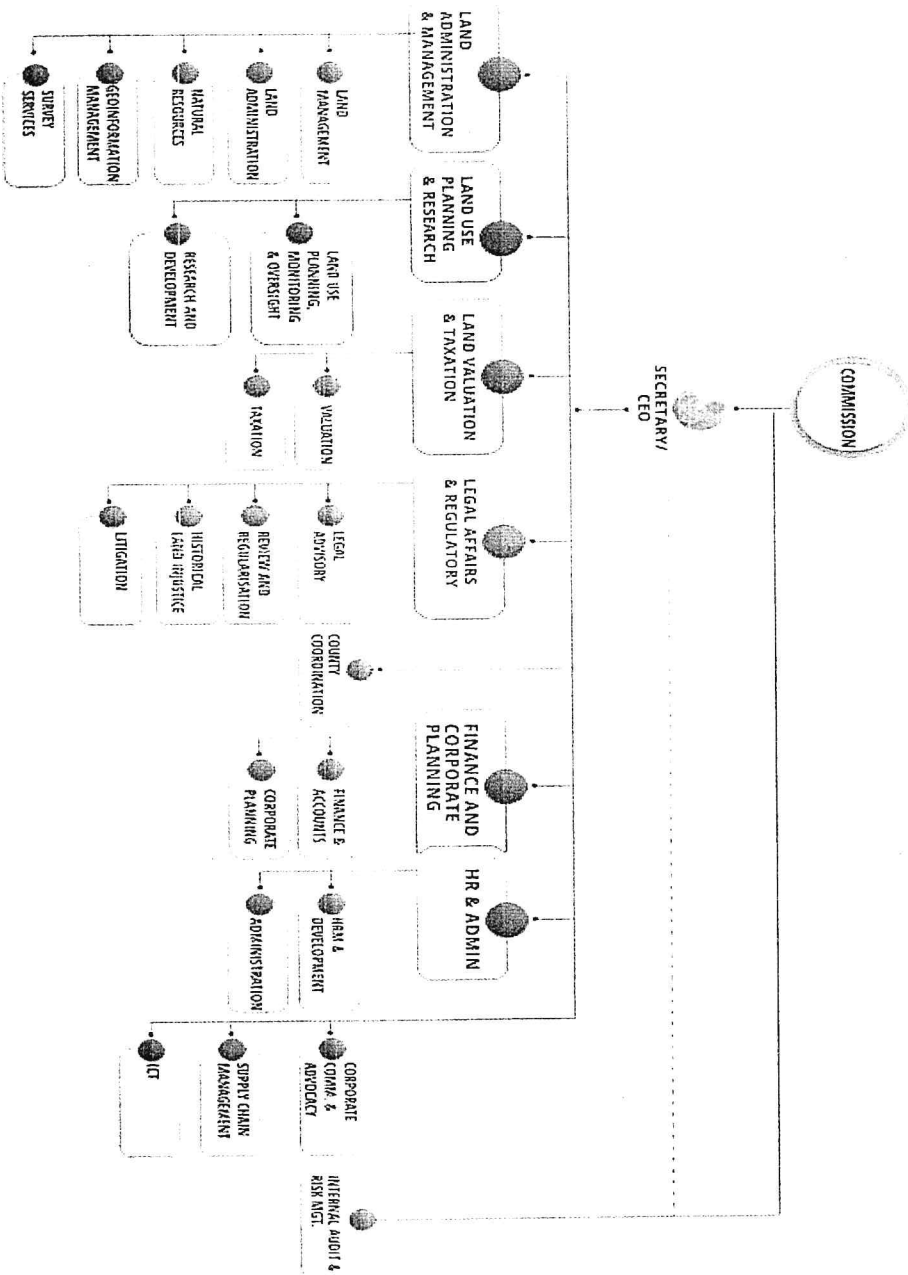 COMMISSION
SECRETARY/
CEO
LAND
ADMINISTRATION
& MANAGEMENT
LAND
MANAGEMENT
LAND
ADMINISTRATION
NATURAL
RESOURCES
GEOINFORMATION
MANAGEMENT
SURVEY
SERVICES
LAND USE
PLANNING
& RESEARCH
LAND USE
PLANNING,
MONITORING
& OVERSIGHT
RESEARCH AND
DEVELOPMENT
LAND VALUATION
& TAXATION
VALUATION
TAXATION
LEGAL AFFAIRS
& REGULATORY
LEGAL
ADVISORY
REVIEW AND
REGULARISATION
HISTORICAL
LAND INJUSTICE
LITIGATION
COUNTY
COORDINATION
FINANCE AND
CORPORATE
PLANNING
FINANCE &
ACCOUNTS
CORPORATE
PLANNING
HR & ADMIN
HRM &
DEVELOPMENT
ADMINISTRATION
CORPORATE
COMM. &
ADVOCACY
SUPPLY CHAIN
MANAGEMENT
ICT
INTERNAL AUDIT &
RISK MGT.